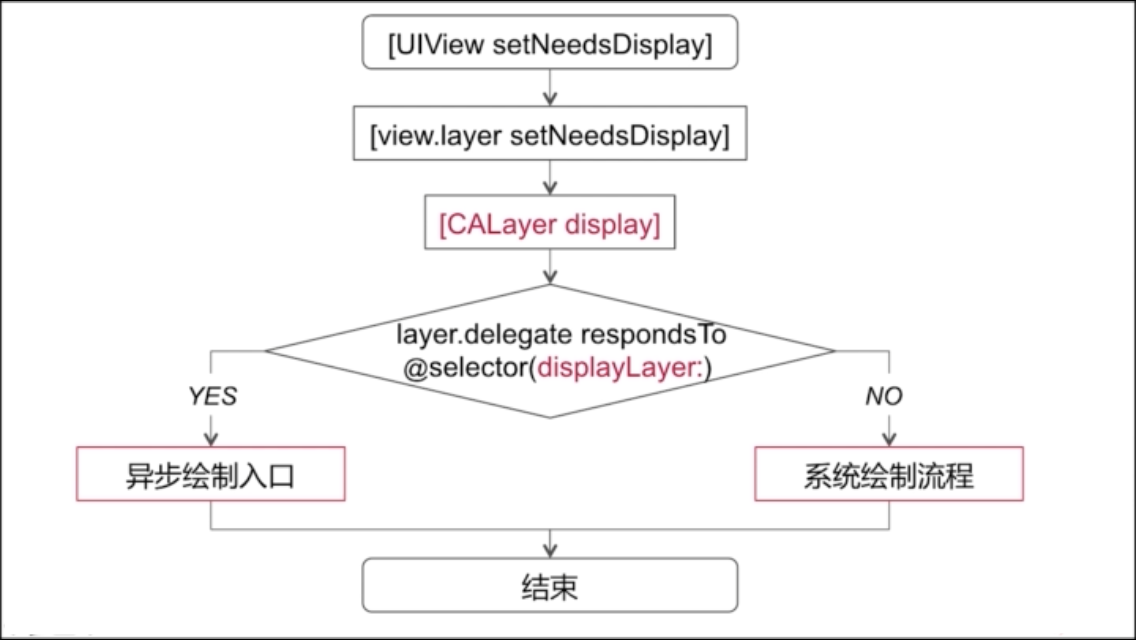 [UIView setNeedsDisplay]
[view.layer setNeedsDisplay]
[CALayer display]
layer.delegate respondsTo
@selector(displayLayer:)
YES
NO
异步绘制入口
系统绘制流程
结束